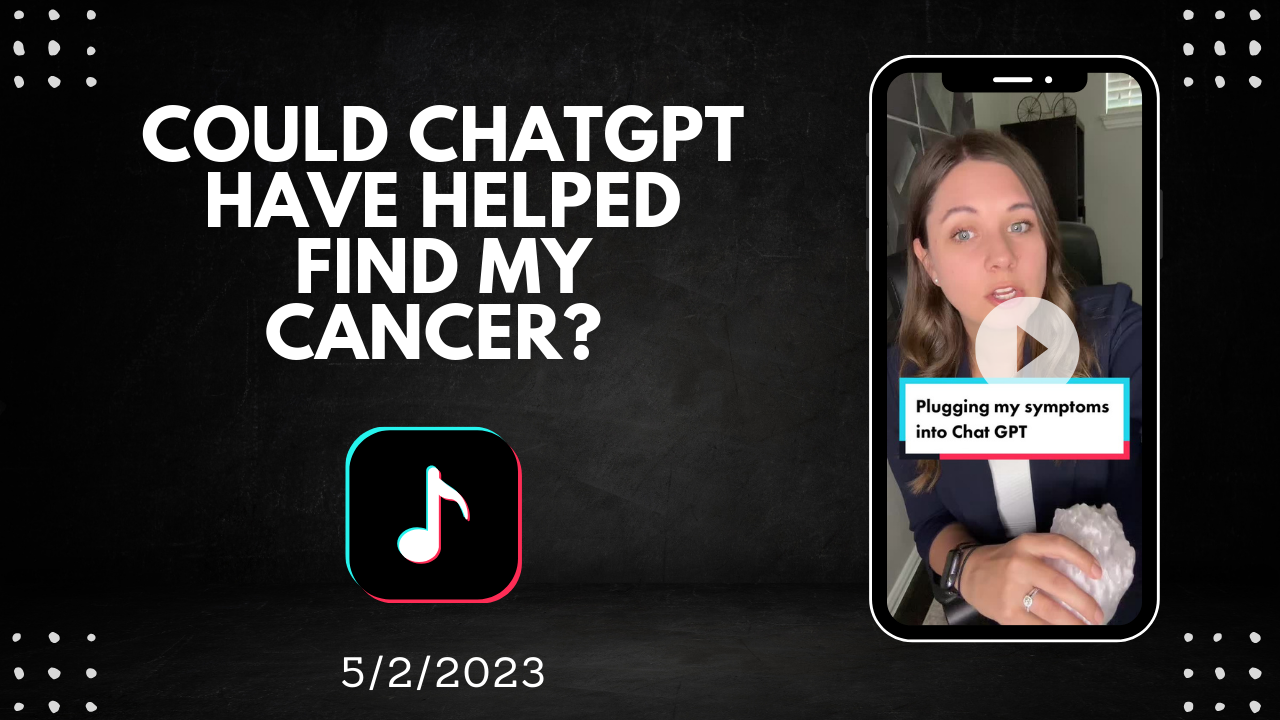 COULD CHATGPT
HAVE HELPED
FIND MY
CANCER?
5/2/2023
Plugging my symptoms
into Chat GPT